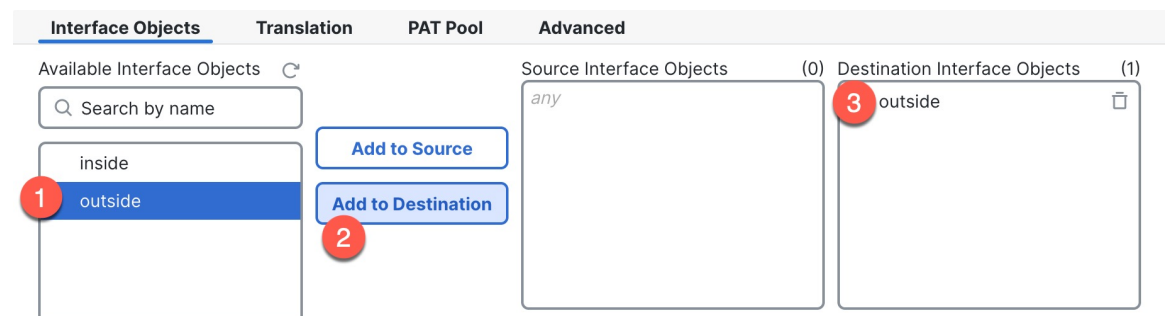 Interface Objects Translation PAT Pool Advanced
Available Interface Objects Source Interface Objects (0) Destination Interface Objects (1)
Search by name any 3 outside
Add to Source
inside
1 outside Add to Destination
2